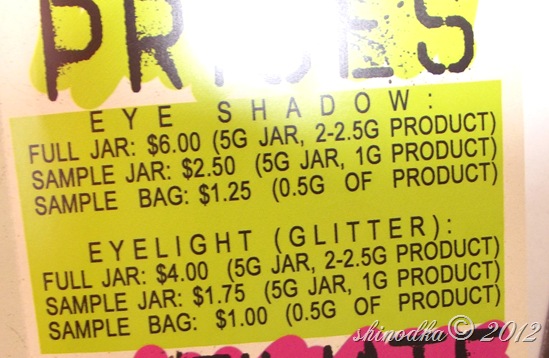 PRICES
EYE SHADOW:
FULL JAR: $6.00 (5G JAR, 2-2.5G PRODUCT)
SAMPLE JAR: $2.50 (5G JAR, 1G PRODUCT)
SAMPLE BAG: $1.25 (0.5G OF PRODUCT)
EYELIGHT (GLITTER):
FULL JAR: $4.00 (5G JAR, 2-2.5G PRODUCT)
SAMPLE JAR: $1.75 (5G JAR, 1G PRODUCT)
SAMPLE BAG: $1.00 (0.5G OF PRODUCT)
shinodka© 2012